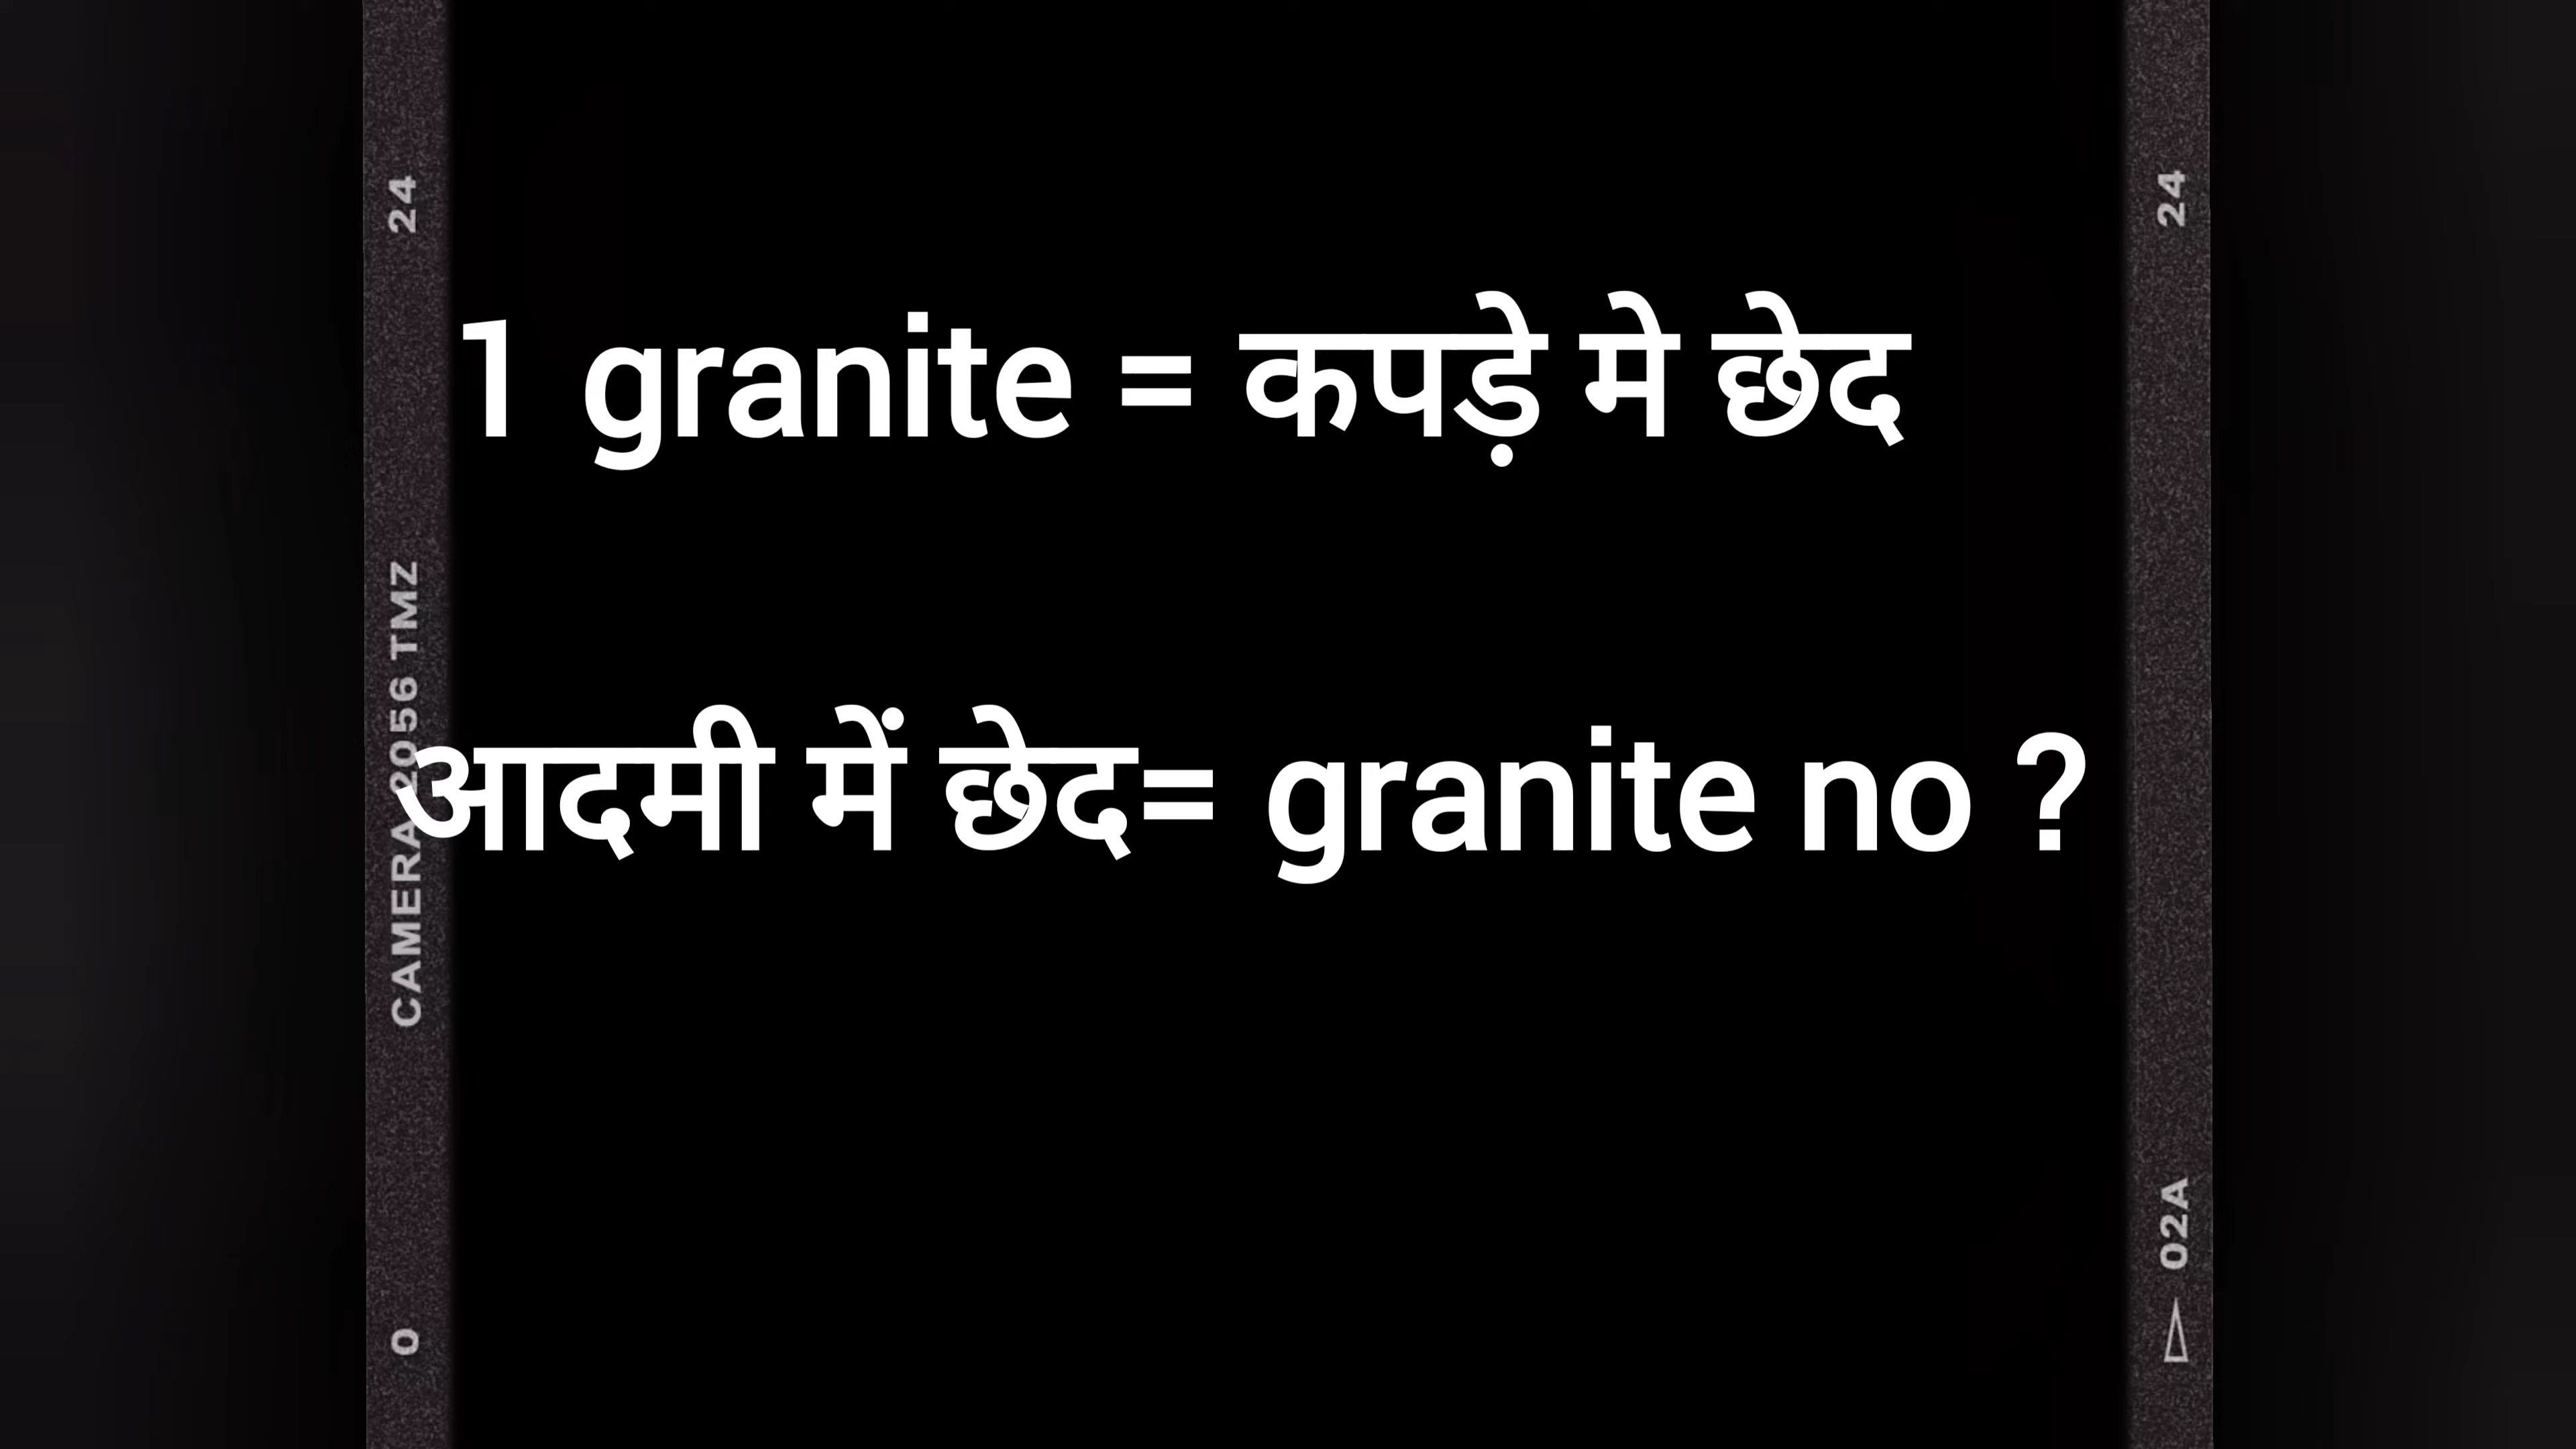 1 granite = कपड़े मे छेद
आदमी में छेद= granite no ?
24
CAMERA 2056 TMZ
0
24
02A